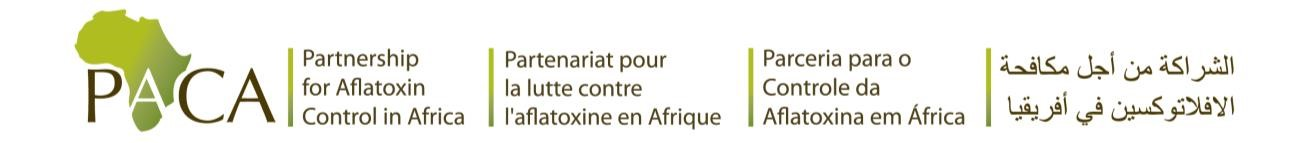 PACA
Partnership
for Aflatoxin
Control in Africa
Partenariat pour
la lutte contre
l'aflatoxine en Afrique
Parceria para o
Controle da
Aflatoxina em África
الشراكة من أجل مكافحة
الافلاتوكسين في أفريقيا